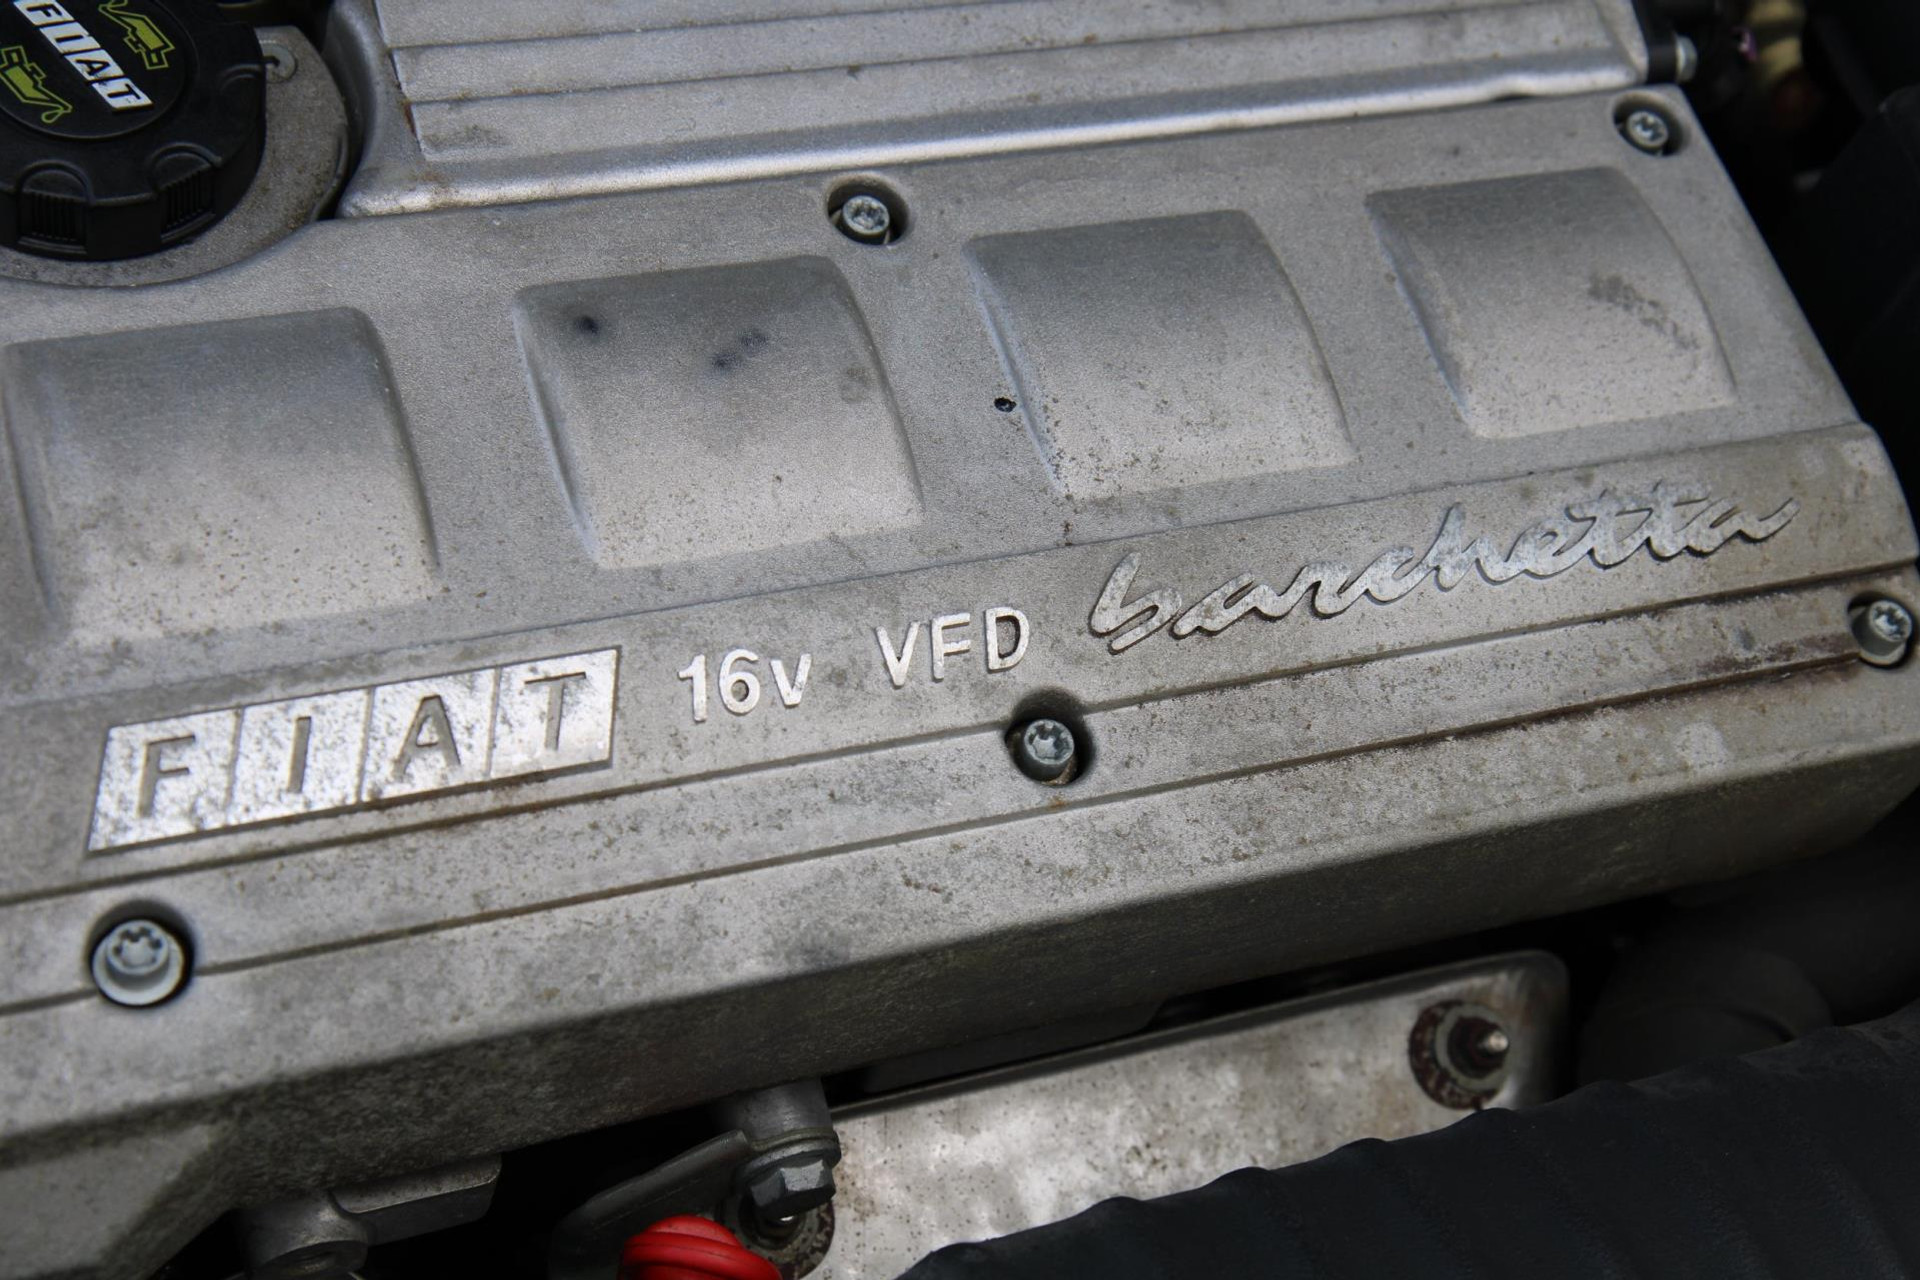 FIAT
FIAT 16v VFD barchetta